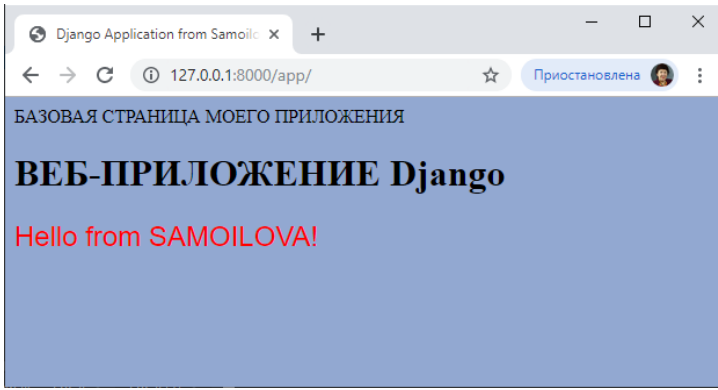 Django Application from Samoilo
127.0.0.1:8000/app/
Приостановлена
БАЗОВАЯ СТРАНИЦА МОЕГО ПРИЛОЖЕНИЯ
ВЕБ-ПРИЛОЖЕНИЕ Django
Hello from SAMOILOVA!